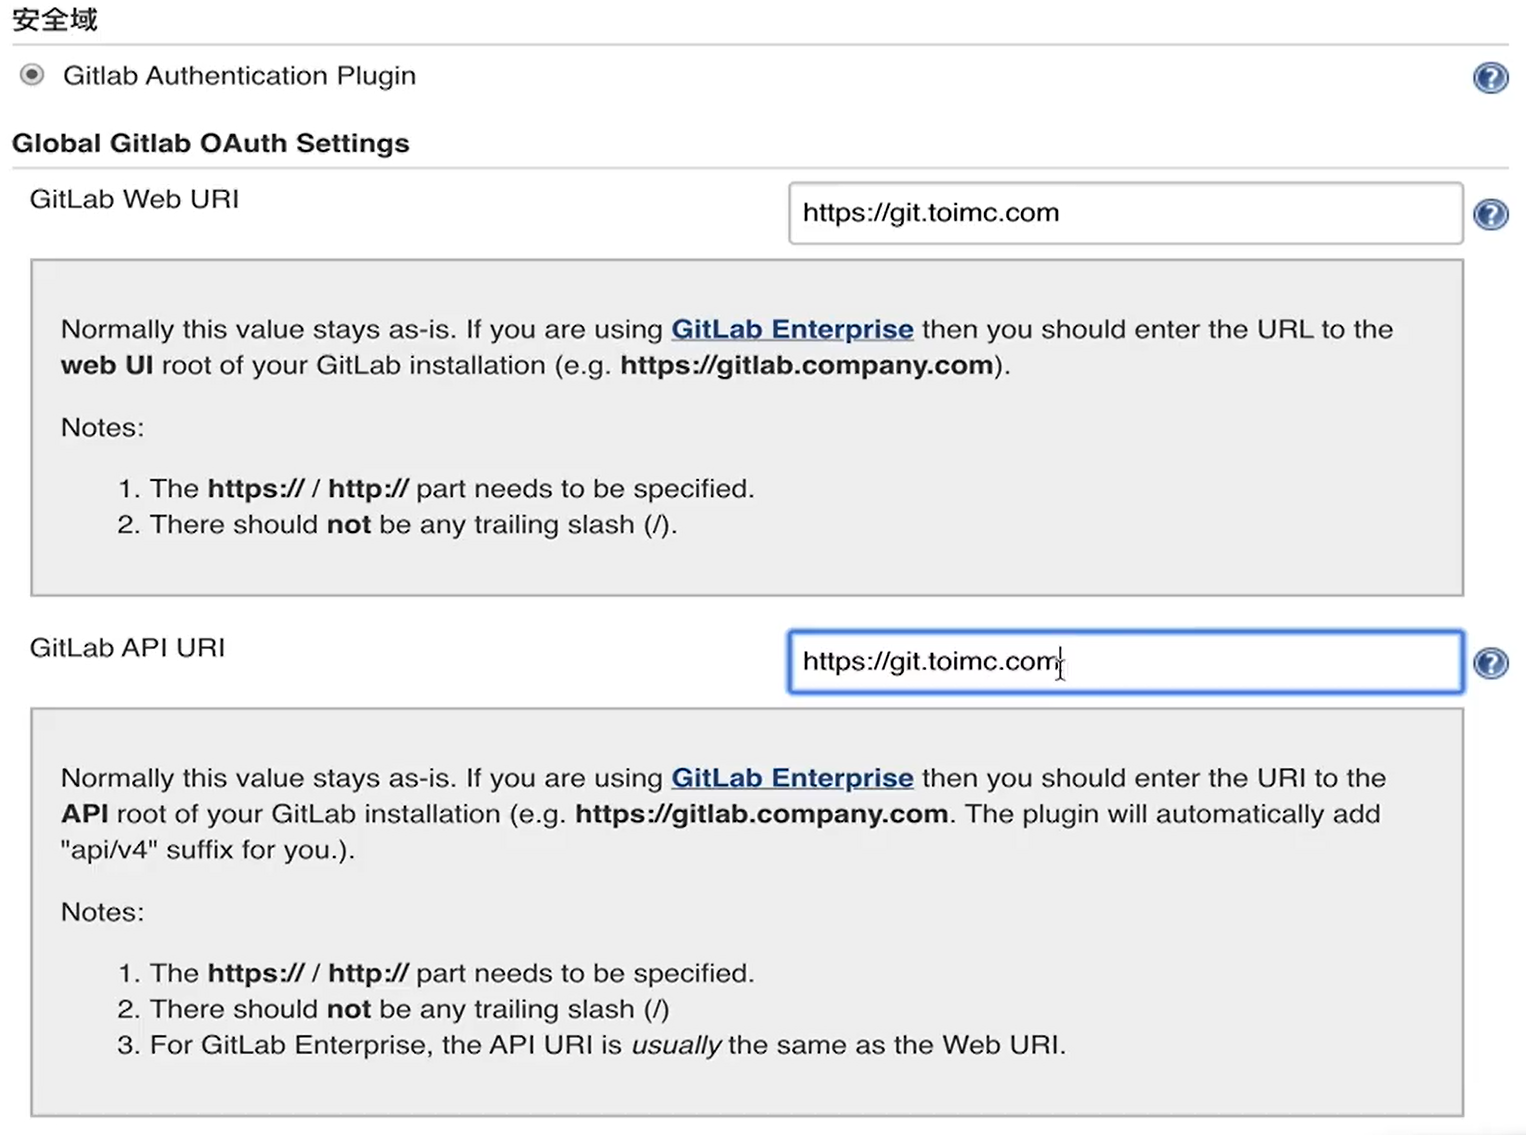 安全域
Gitlab Authentication Plugin
Global Gitlab OAuth Settings
GitLab Web URI
https://git.toimc.com
Normally this value stays as-is. If you are using GitLab Enterprise then you should enter the URL to the
web UI root of your GitLab installation (e.g. https://gitlab.company.com).
Notes:
1. The https:// / http:// part needs to be specified.
2. There should not be any trailing slash (/).
GitLab API URI
https://git.toimc.com
Normally this value stays as-is. If you are using GitLab Enterprise then you should enter the URI to the
API root of your GitLab installation (e.g. https://gitlab.company.com. The plugin will automatically add
"api/v4" suffix for you.).
Notes:
1. The https:// / http:// part needs to be specified.
2. There should not be any trailing slash (/)
3. For GitLab Enterprise, the API URI is usually the same as the Web URI.